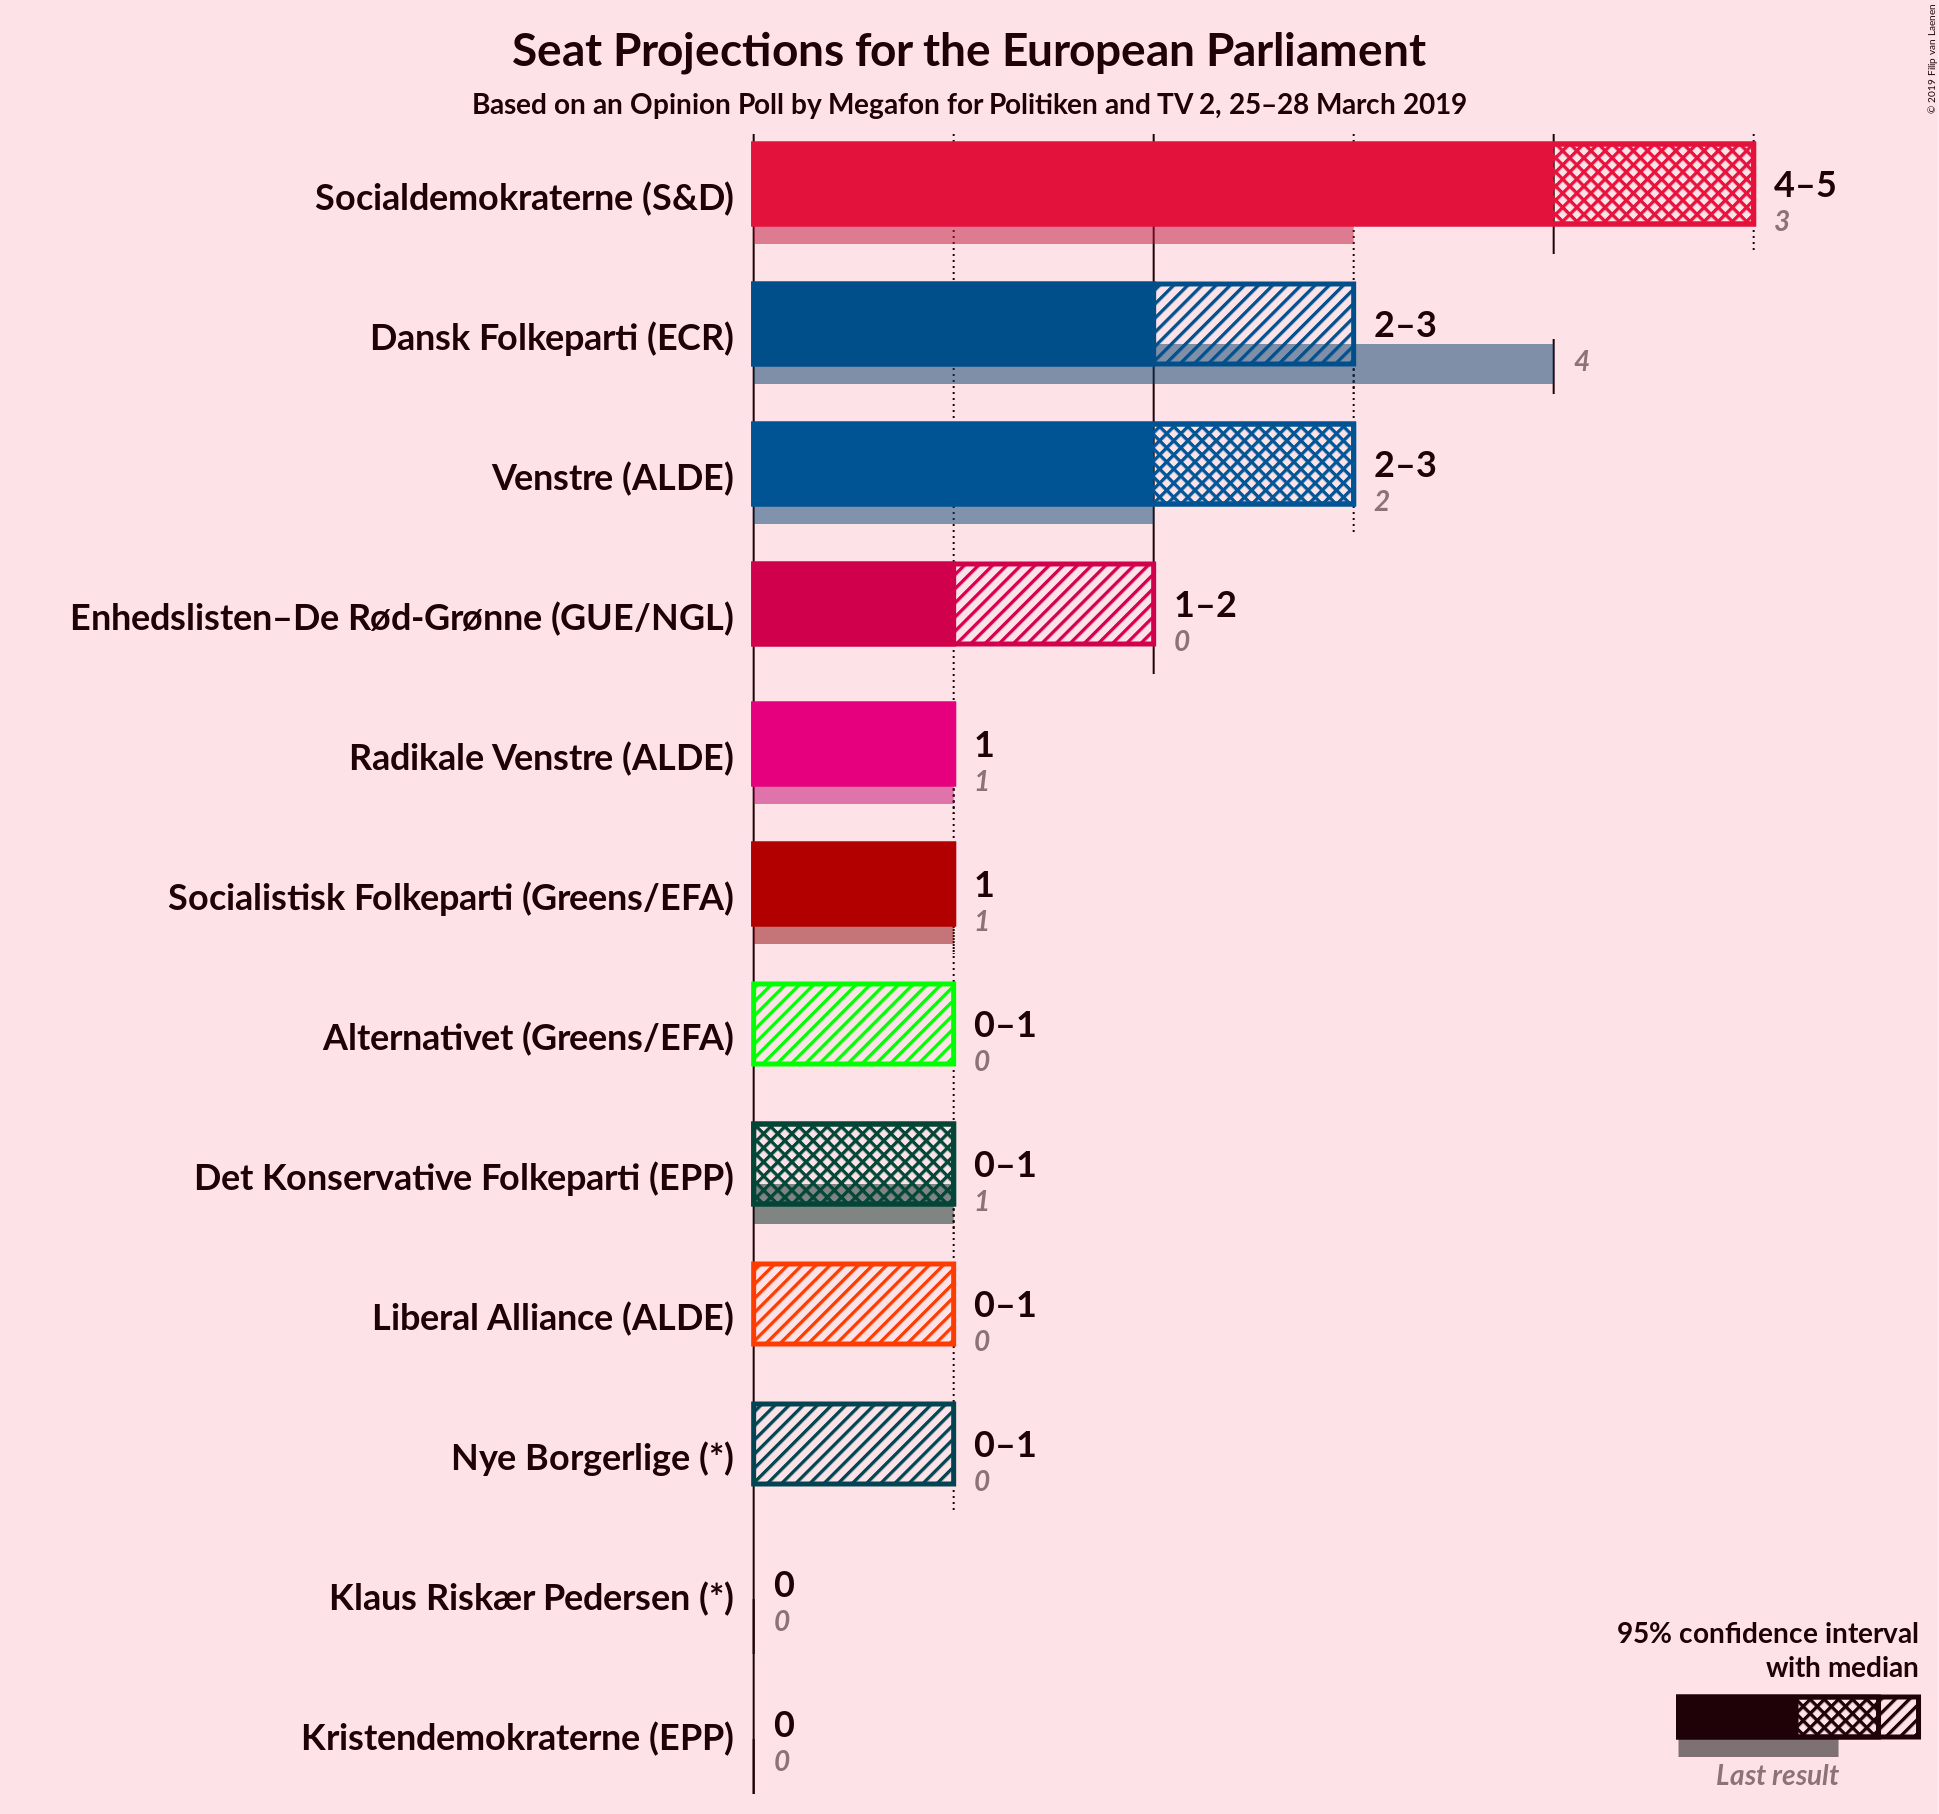 Seat Projections for the European Parliament
Based on an Opinion Poll by Megafon for Politiken and TV 2, 25–28 March 2019
© 2019 Filip van Laenen
Socialdemokraterne (S&D)
4–5
3
Dansk Folkeparti (ECR)
2–3
4
Venstre (ALDE)
2–3
2
Enhedslisten–De Rød-Grønne (GUE/NGL)
1–2
0
Radikale Venstre (ALDE)
1
1
Socialistisk Folkeparti (Greens/EFA)
1
1
Alternativet (Greens/EFA)
0–1
0
Det Konservative Folkeparti (EPP)
0–1
1
Liberal Alliance (ALDE)
0–1
0
Nye Borgerlige (*)
0–1
0
Klaus Riskær Pedersen (*)
0
0
Kristendemokraterne (EPP)
0
0
95% confidence interval
with median
Last result